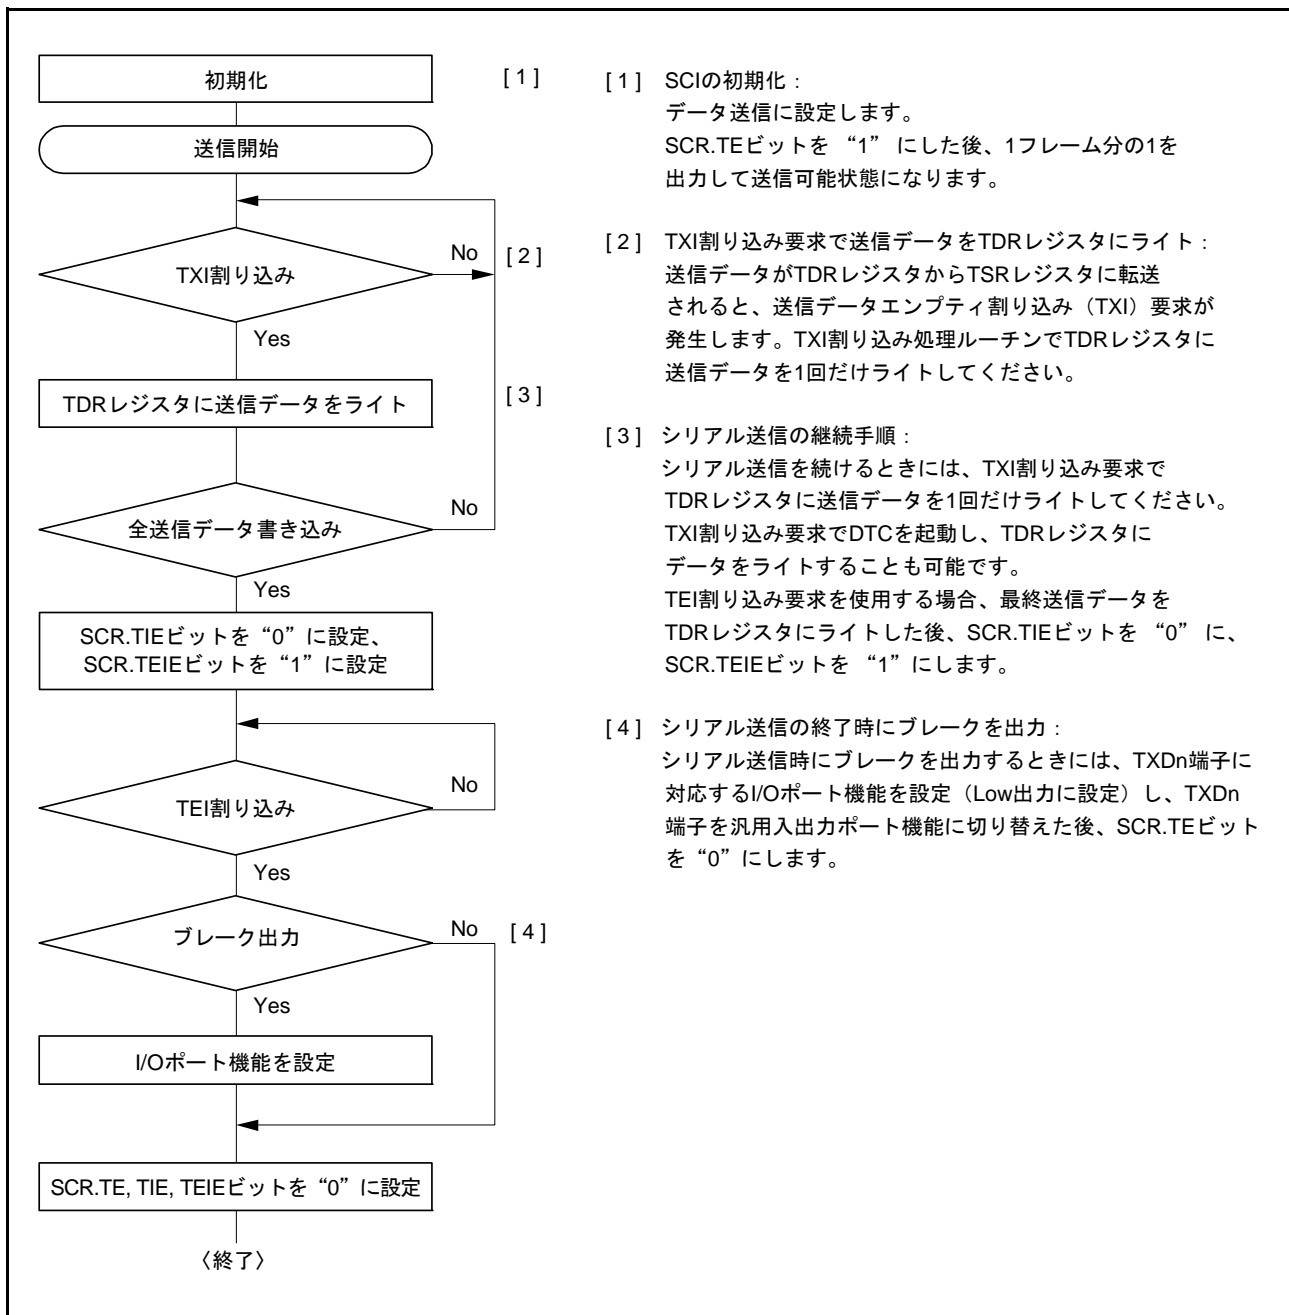 初期化
[ 1 ]
送信開始
TXI割り込み
No
[ 2 ]
Yes
TDRレジスタに送信データをライト
[ 3 ]
全送信データ書き込み
No
Yes
SCR.TIEビットを“0”に設定、
SCR.TEIEビットを“1”に設定
TEI割り込み
No
Yes
ブレーク出力
No
[ 4 ]
Yes
I/Oポート機能を設定
SCR.TE, TIE, TEIEビットを“0”に設定
〈終了〉
[ 1 ] SCIの初期化：
データ送信に設定します。
SCR.TEビットを “1” にした後、1フレーム分の1を
出力して送信可能状態になります。
[ 2 ] TXI割り込み要求で送信データをTDRレジスタにライト：
送信データがTDRレジスタからTSRレジスタに転送
されると、送信データエンプティ割り込み（TXI）要求が
発生します。TXI割り込み処理ルーチンでTDRレジスタに
送信データを1回だけライトしてください。
[ 3 ] シリアル送信の継続手順：
シリアル送信を続けるときには、TXI割り込み要求で
TDRレジスタに送信データを1回だけライトしてください。
TXI割り込み要求でDTCを起動し、TDRレジスタに
データをライトすることも可能です。
TEI割り込み要求を使用する場合、最終送信データを
TDRレジスタにライトした後、SCR.TIEビットを “0” に、
SCR.TEIEビットを “1”にします。
[ 4 ] シリアル送信の終了時にブレークを出力：
シリアル送信時にブレークを出力するときには、TXDn端子に
対応するI/Oポート機能を設定（Low出力に設定）し、TXDn
端子を汎用入出力ポート機能に切り替えた後、SCR.TEビット
を“0”にします。